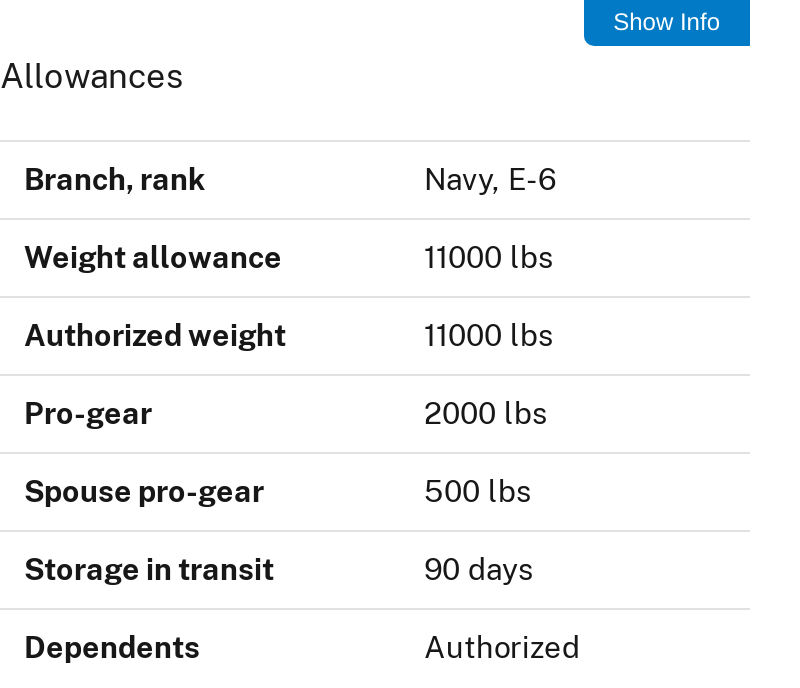 Show Info
Allowances
Branch, rank Navy, E-6
Weight allowance 11000 lbs
Authorized weight 11000 lbs
Pro-gear 2000 lbs
Spouse pro-gear 500 lbs
Storage in transit 90 days
Dependents Authorized